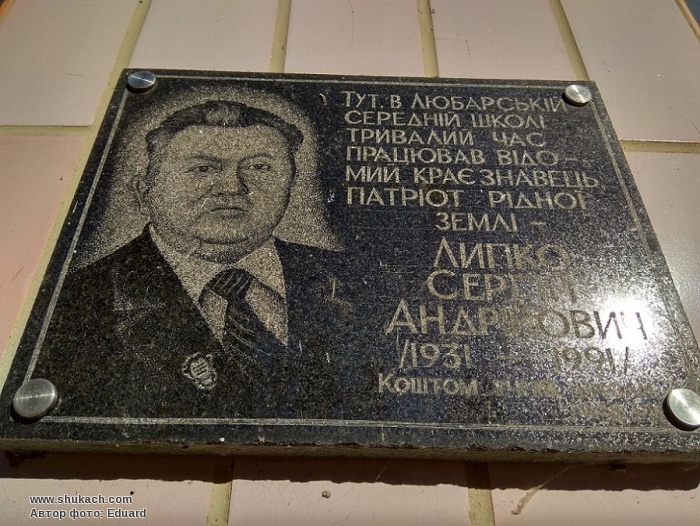 Тут, в Любарській
середній школі
тривалий час
працював відо-
мий краєзнавець,
патріот рідної
землі –
Липко
Сергій
Андрійович
/1931 – 1991/
Коштом
www.shukach.com
Автор фото: Eduard